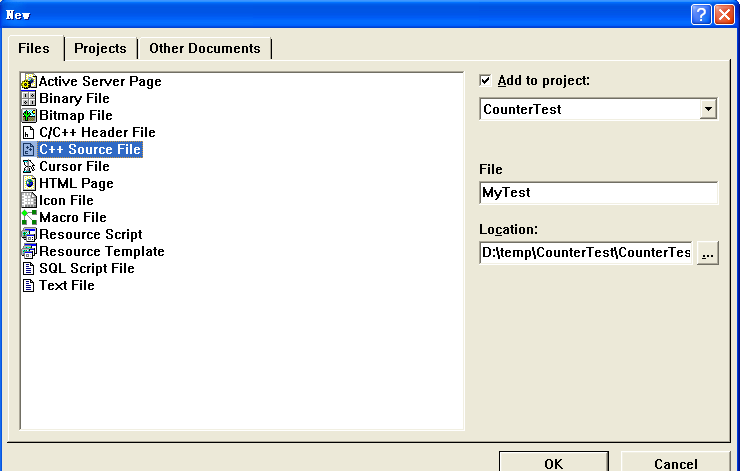 New
Files Projects Other Documents
Active Server Page
Binary File
Bitmap File
C/C++ Header File
C++ Source File
Cursor File
HTML Page
Icon File
Macro File
Resource Script
Resource Template
SQL Script File
Text File
Add to project:
CounterTest
File
MyTest
Location:
D:\temp\CounterTest\CounterTes
...
OK Cancel